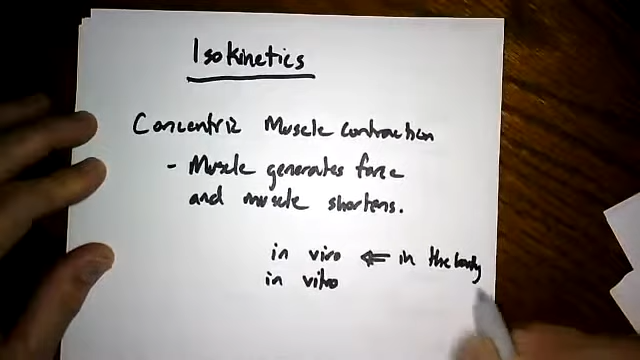 Isokinetics
Concentric Muscle contraction
- Muscle generates force
and muscle shortens.
in vivo ⇐ in the body
in vitro